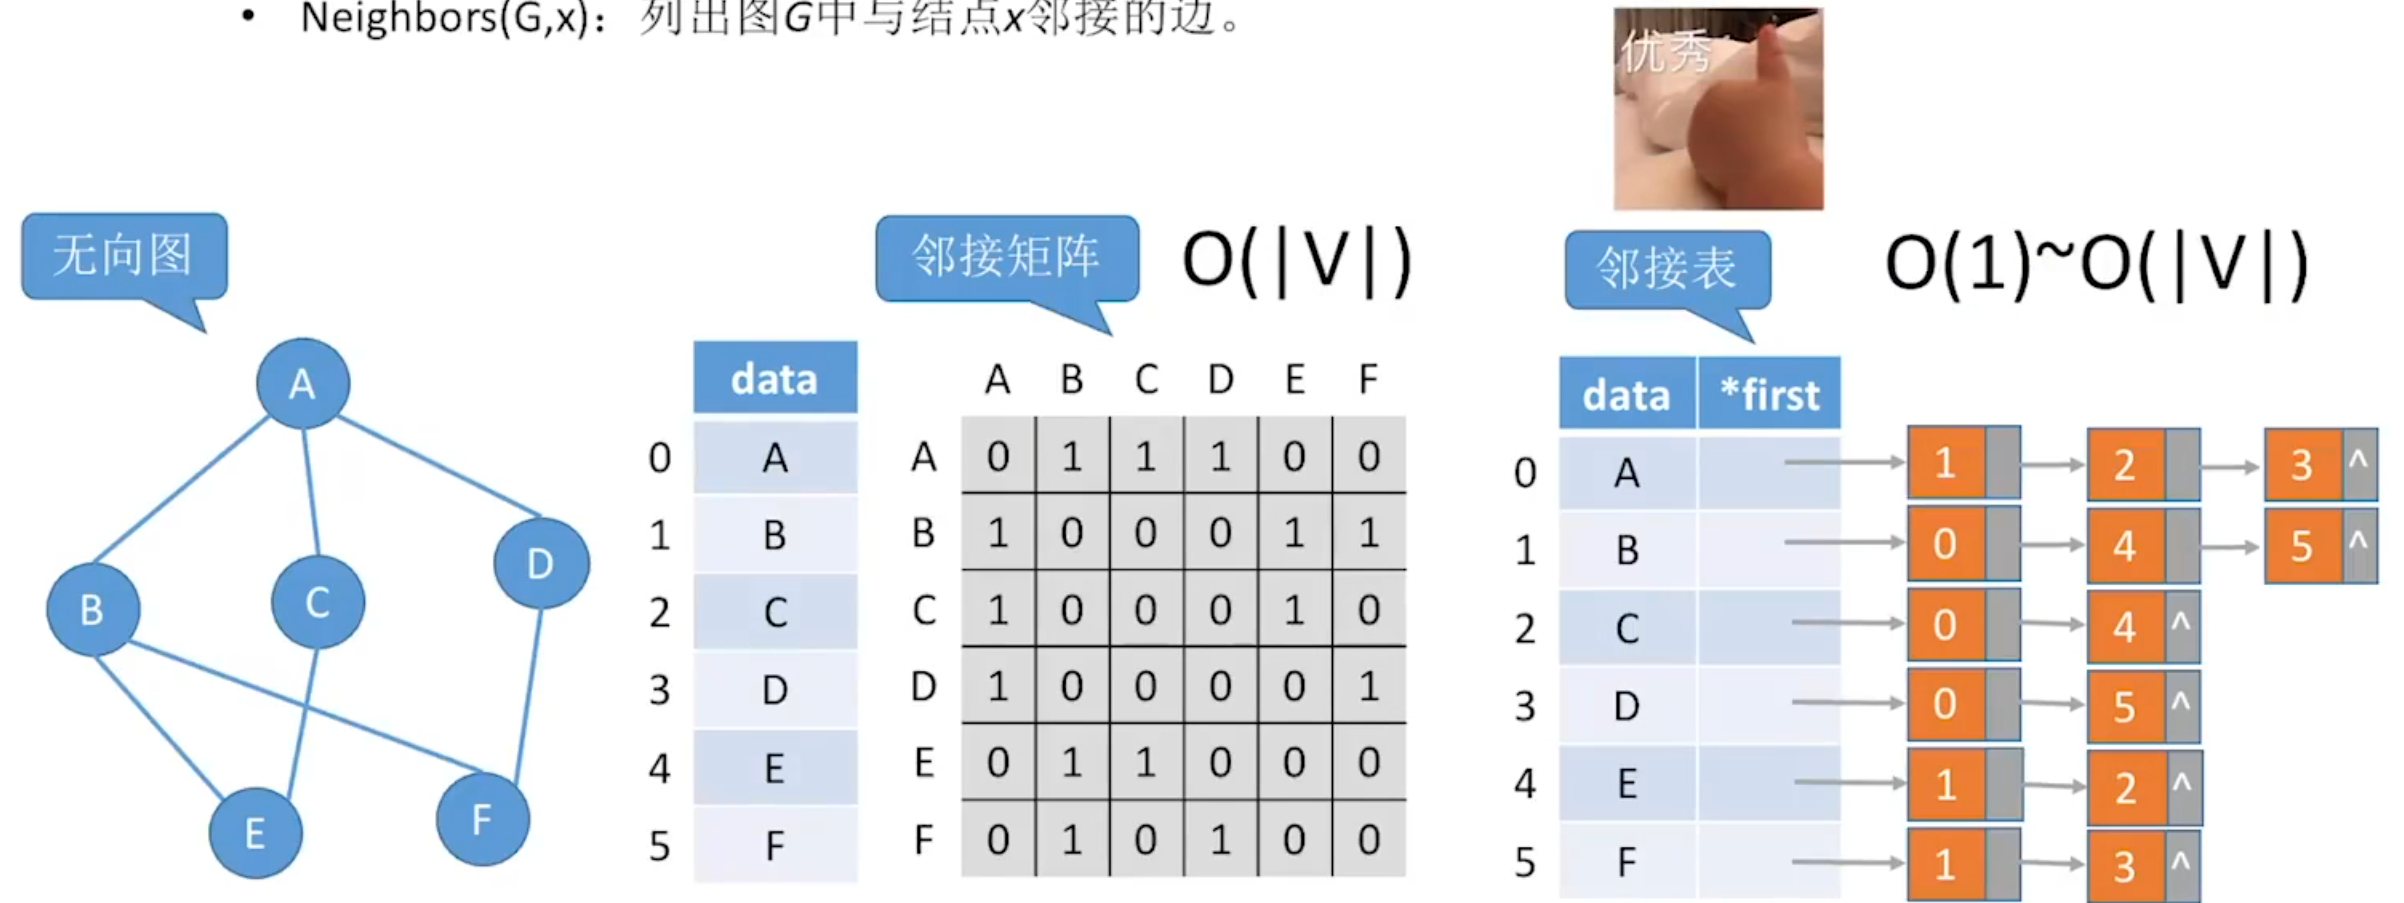 • Neighbors(G,x)：列出图G中与结点x邻接的边。
优秀
无向图
邻接矩阵 O(|V|)
邻接表 O(1)~O(|V|)
A
B
C
D
E
F
data
0 A
1 B
2 C
3 D
4 E
5 F
A B C D E F
A 0 1 1 1 0 0
B 1 0 0 0 1 1
C 1 0 0 0 1 0
D 1 0 0 0 0 1
E 0 1 1 0 0 0
F 0 1 0 1 0 0
data *first
0 A 1 2 3 ^
1 B 0 4 5 ^
2 C 0 4 ^
3 D 0 5 ^
4 E 1 2 ^
5 F 1 3 ^